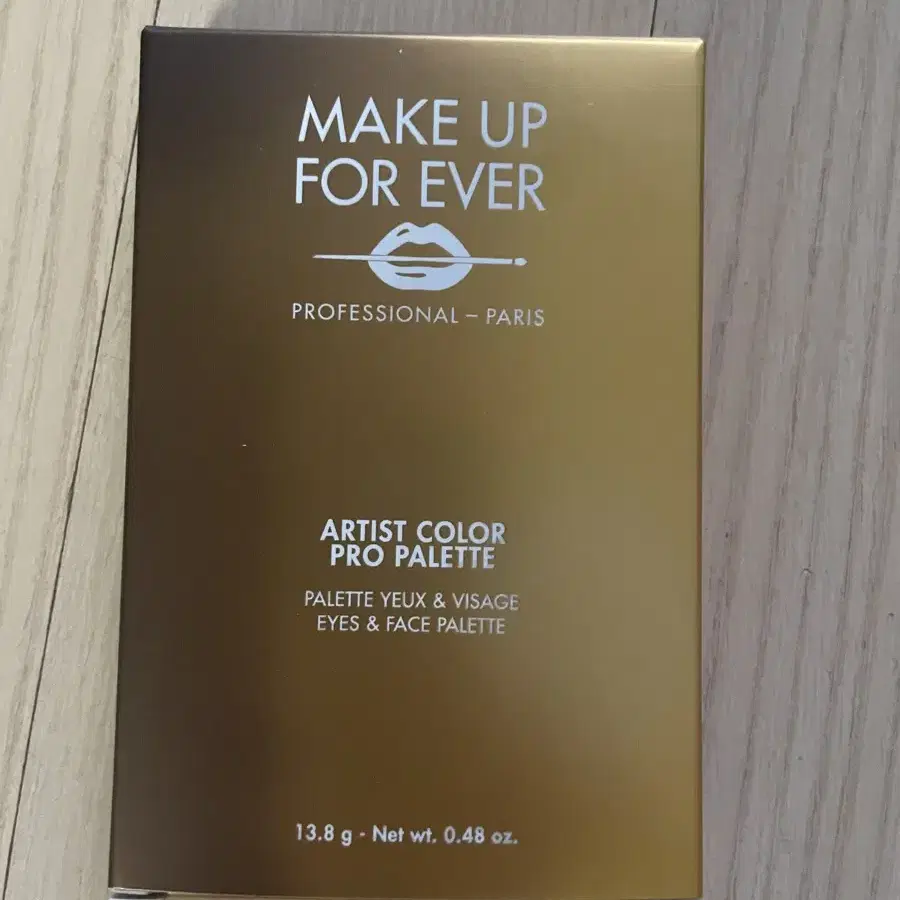 MAKE UP
FOR EVER
PROFESSIONAL – PARIS
ARTIST COLOR
PRO PALETTE
PALETTE YEUX & VISAGE
EYES & FACE PALETTE
13.8 g · Net wt. 0.48 oz.